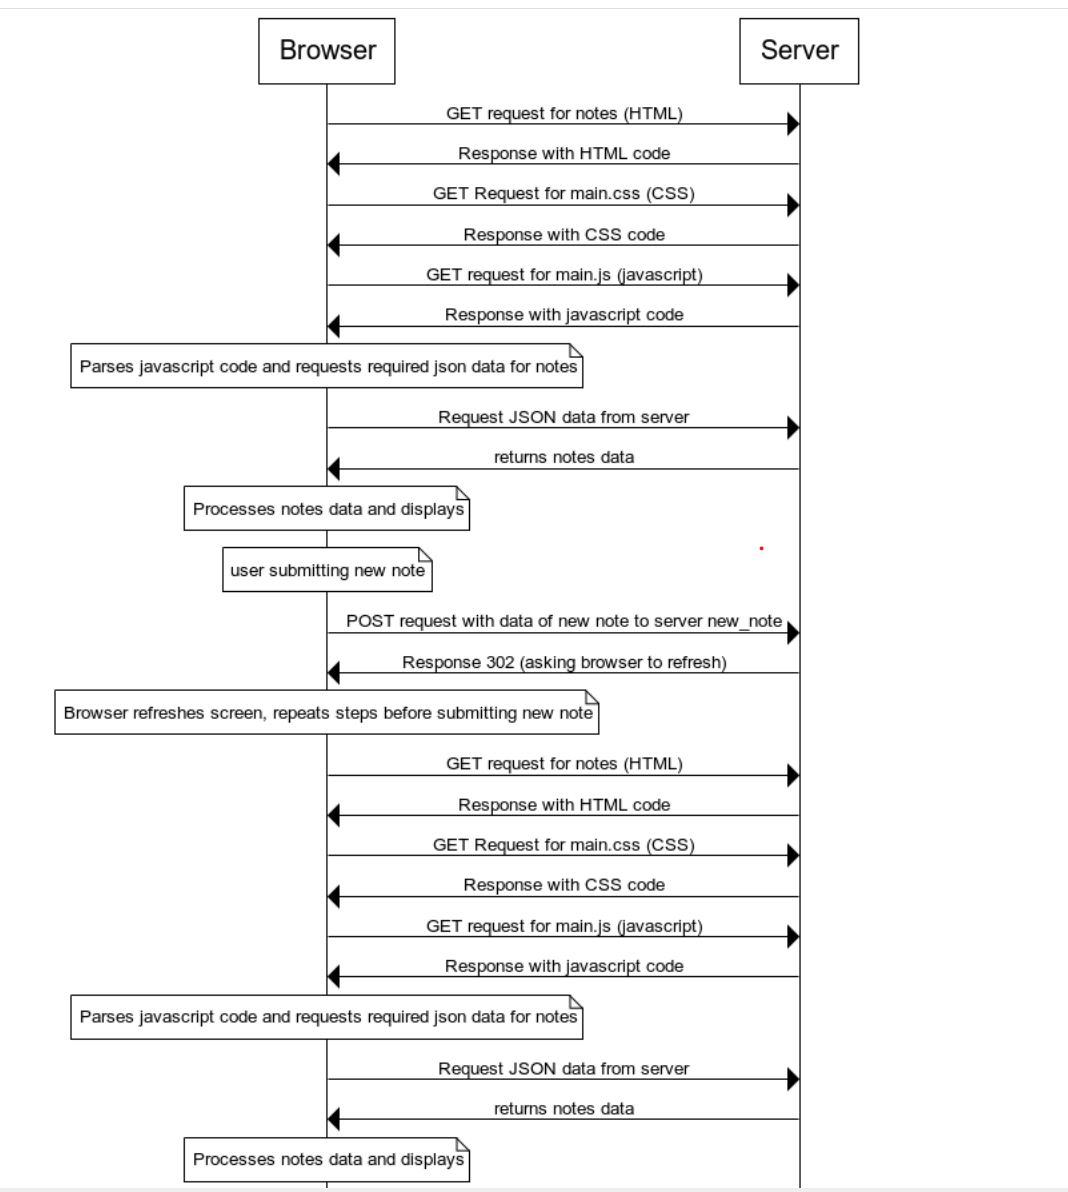 Browser
Server
GET request for notes (HTML)
Response with HTML code
GET Request for main.css (CSS)
Response with CSS code
GET request for main.js (javascript)
Response with javascript code
Parses javascript code and requests required json data for notes
Request JSON data from server
returns notes data
Processes notes data and displays
user submitting new note
POST request with data of new note to server new_note
Response 302 (asking browser to refresh)
Browser refreshes screen, repeats steps before submitting new note
GET request for notes (HTML)
Response with HTML code
GET Request for main.css (CSS)
Response with CSS code
GET request for main.js (javascript)
Response with javascript code
Parses javascript code and requests required json data for notes
Request JSON data from server
returns notes data
Processes notes data and displays